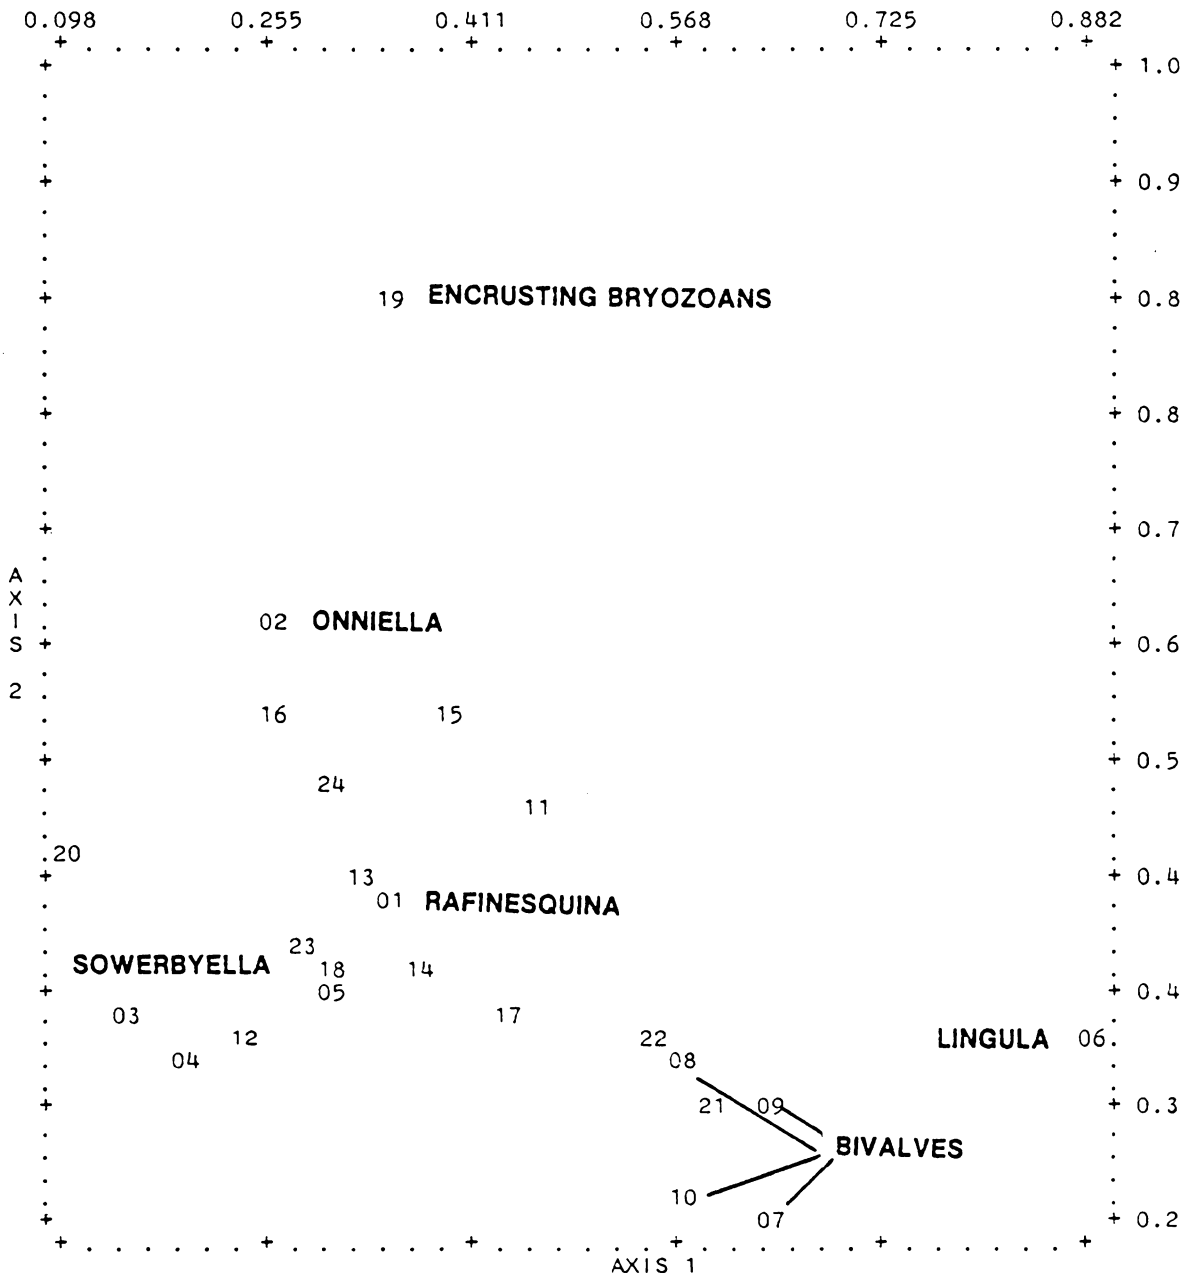 0.098 0.255 0.411 0.568 0.725 0.882
1.0
0.9
19 ENCRUSTING BRYOZOANS 0.8
0.8
0.7
AXIS 2
02 ONNIELLA
0.6
16 15
0.5
24
11
20
13 0.4
01 RAFINESQUINA
23
SOWERBYELLA 18 14
05 0.4
03 17
12 22 LINGULA 06
04 08
21 09 0.3
BIVALVES
10
07 0.2
AXIS 1